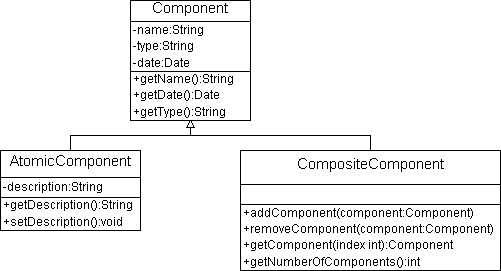 Component
-name:String
-type:String
-date:Date
+getName():String
+getDate():Date
+getType():String
AtomicComponent
-description:String
+getDescription():String
+setDescription():void
CompositeComponent
+addComponent(component:Component)
+removeComponent(component:Component)
+getComponent(index int):Component
+getNumberOfComponents():int